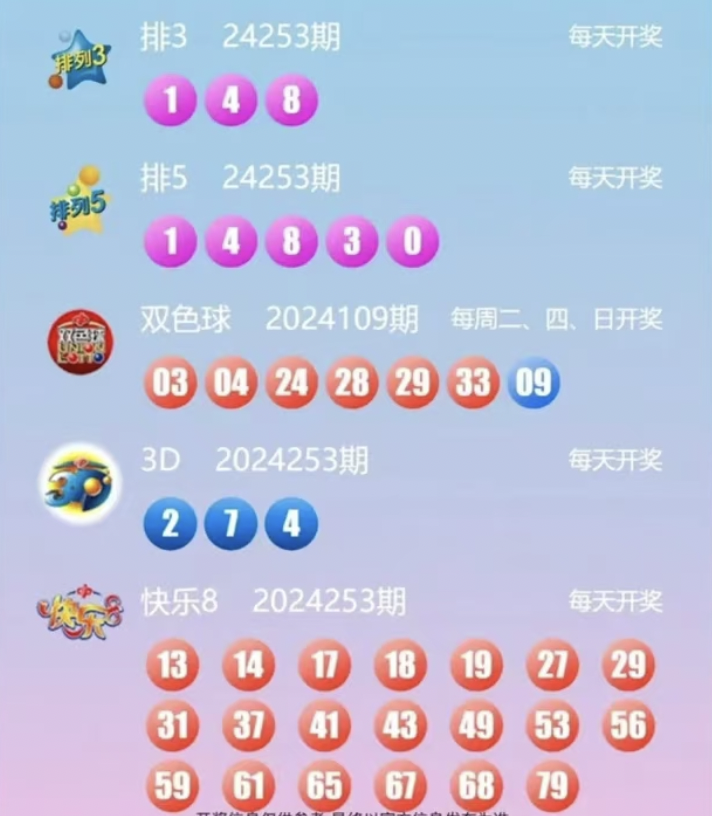 排列3
排3 24253期 每天开奖
1 4 8
排列5
排5 24253期 每天开奖
1 4 8 3 0
双色球
双色球 2024109期 每周二、四、日开奖
03 04 24 28 29 33 09
3D
3D 2024253期 每天开奖
2 7 4
快乐8
快乐8 2024253期 每天开奖
13 14 17 18 19 27 29
31 37 41 43 49 53 56
59 61 65 67 68 79